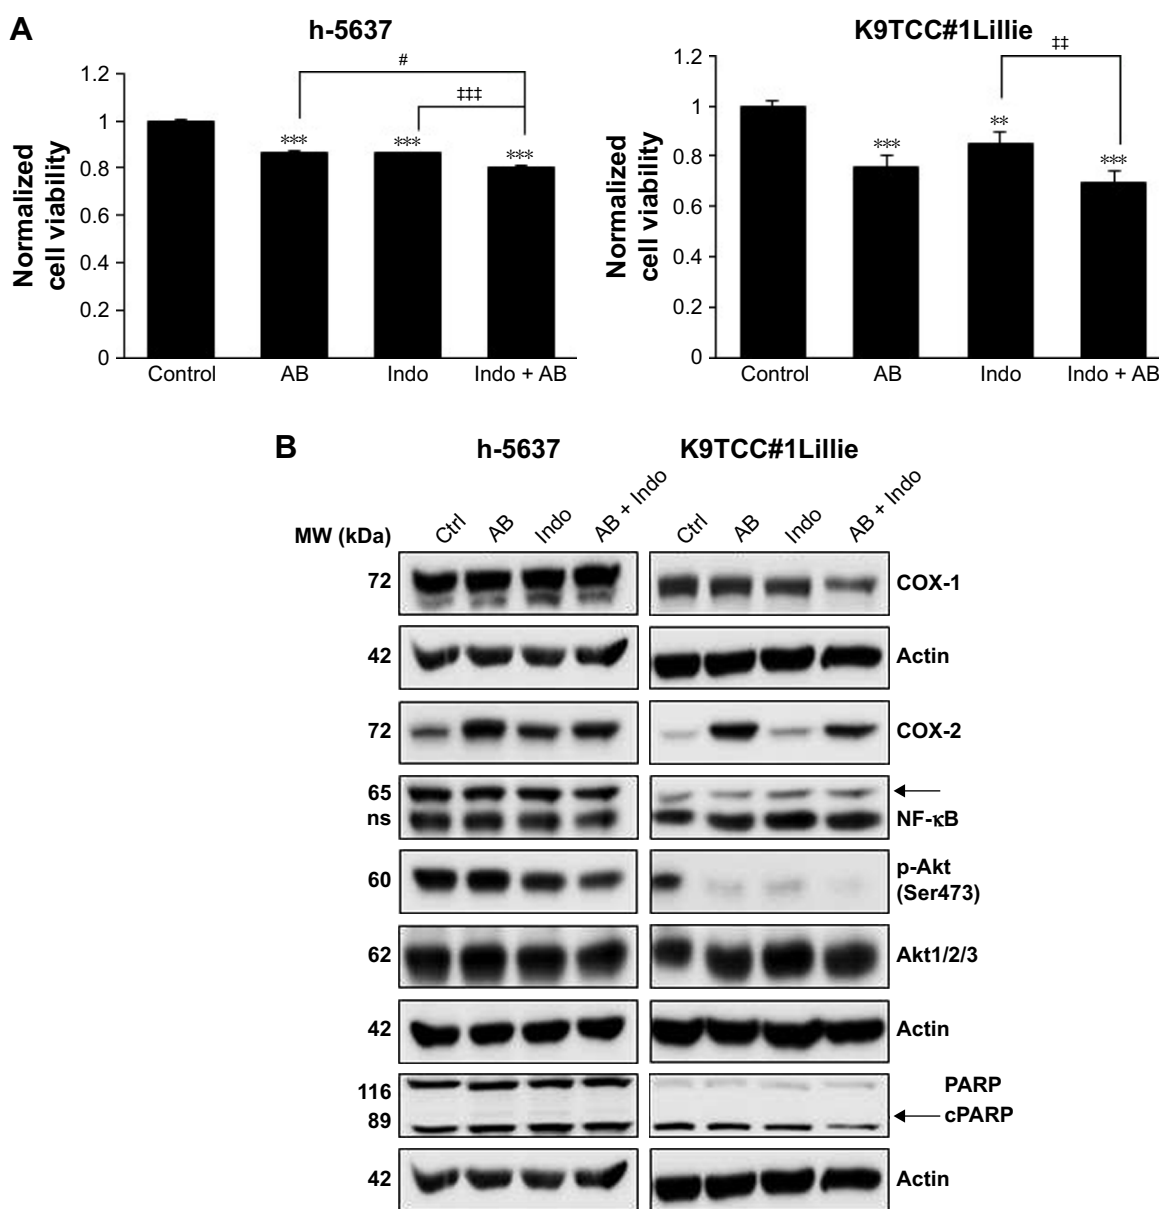 A
h-5637
K9TCC#1Lillie
Normalized
cell viability
1.2
1
0.8
0.6
0.4
0.2
0
***
***
***
#
‡‡‡
Control
AB
Indo
Indo + AB
Normalized
cell viability
1.2
1
0.8
0.6
0.4
0.2
0
***
**
***
‡‡
Control
AB
Indo
Indo + AB
B
h-5637
K9TCC#1Lillie
MW (kDa)
Ctrl
AB
Indo
AB + Indo
Ctrl
AB
Indo
AB + Indo
72
COX-1
42
Actin
72
COX-2
65
ns
NF-κB
60
p-Akt
(Ser473)
62
Akt1/2/3
42
Actin
116
PARP
89
cPARP
42
Actin